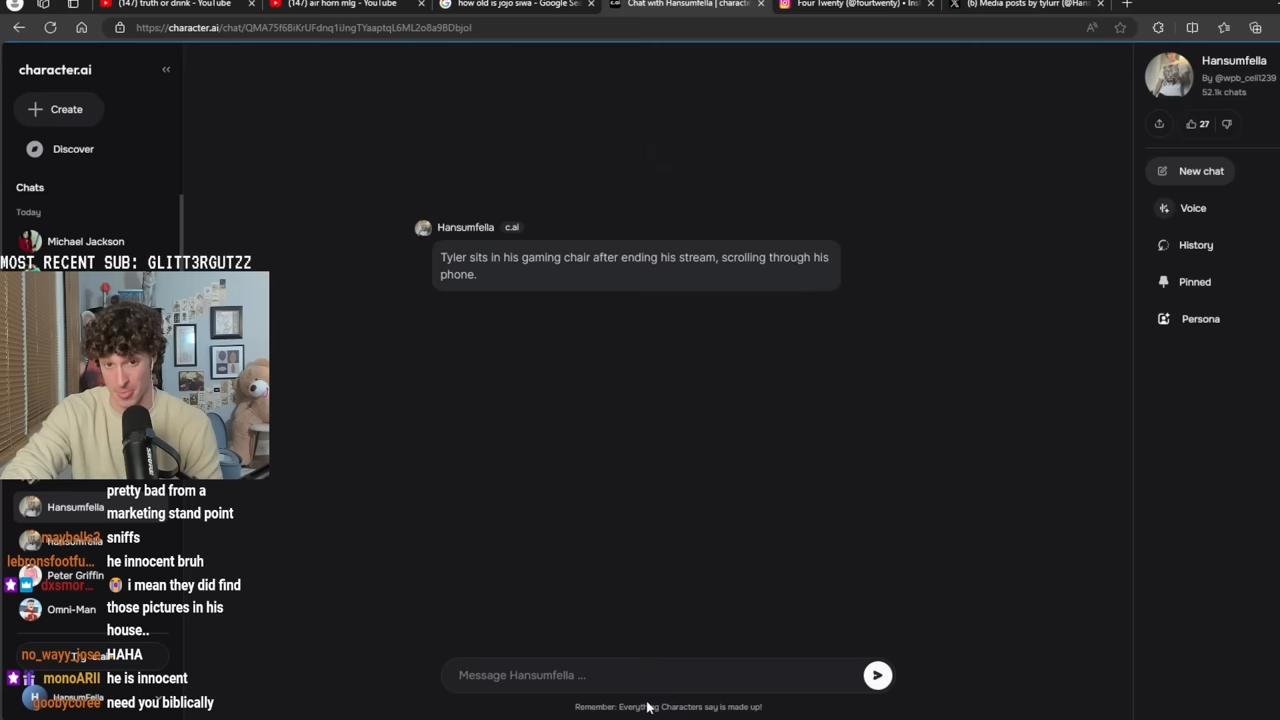 (147) truth or drink - YouTube
(147) air horn mlg - YouTube
how old is jojo siwa - Google Se
Chat with Hansumfella | characte
Four Twenty (@fourtwenty) • Ins
(6) Media posts by tylurr (@Han
https://character.ai/chat/QMA75f6BiKrUFdnq1iJngTYaaptqL6ML2o8a9BDbjoI
character.ai
Create
Discover
Chats
Today
Michael Jackson
MOST RECENT SUB: GLITT3RGUTZZ
Hansumfella c.ai
Tyler sits in his gaming chair after ending his stream, scrolling through his
phone.
Hansumfella
By @wpb_cell1239
52.1k chats
27
New chat
Voice
History
Pinned
Persona
pretty bad from a
marketing stand point
Hansumfella
maybells2 sniffs
hansumfella
lebronsfootfu... he innocent bruh
Peter Griffin
dxsmor... i mean they did find
those pictures in his
house..
Omni-Man
no_wayy_jose HAHA
monoARII he is innocent
H HansumFella
goobycoree need you biblically
Message Hansumfella ...
Remember: Everything Characters say is made up!